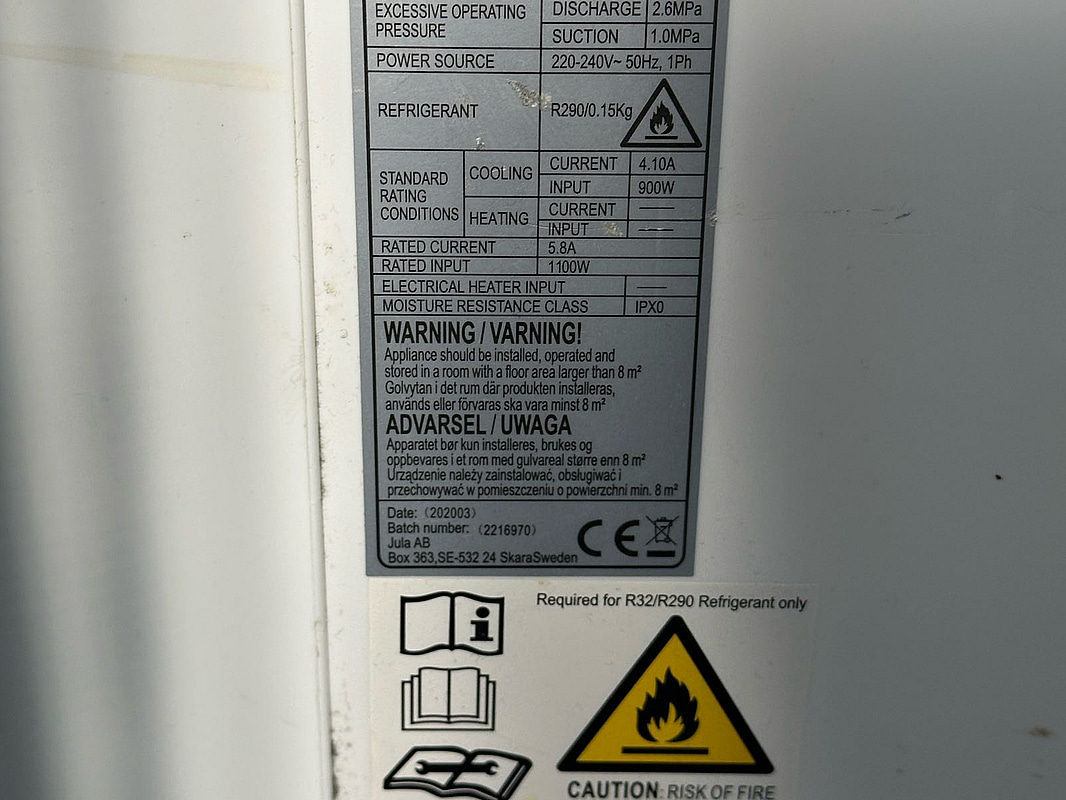 EXCESSIVE OPERATING PRESSURE DISCHARGE 2.6MPa
SUCTION 1.0MPa
POWER SOURCE 220-240V~ 50Hz, 1Ph
REFRIGERANT R290/0.15Kg
STANDARD RATING CONDITIONS COOLING CURRENT 4.10A
INPUT 900W
HEATING CURRENT —
INPUT —
RATED CURRENT 5.8A
RATED INPUT 1100W
ELECTRICAL HEATER INPUT —
MOISTURE RESISTANCE CLASS IPX0
WARNING / VARNING!
Appliance should be installed, operated and
stored in a room with a floor area larger than 8 m²
Golvytan i det rum där produkten installeras,
används eller förvaras ska vara minst 8 m²
ADVARSEL / UWAGA
Apparatet bør kun installeres, brukes og
oppbevares i et rom med gulvareal større enn 8 m²
Urządzenie należy zainstalować, obsługiwać i
przechowywać w pomieszczeniu o powierzchni min. 8 m²
Date: (202003)
Batch number: (2216970)
Jula AB
Box 363,SE-532 24 SkaraSweden
CE
Required for R32/R290 Refrigerant only
CAUTION: RISK OF FIRE